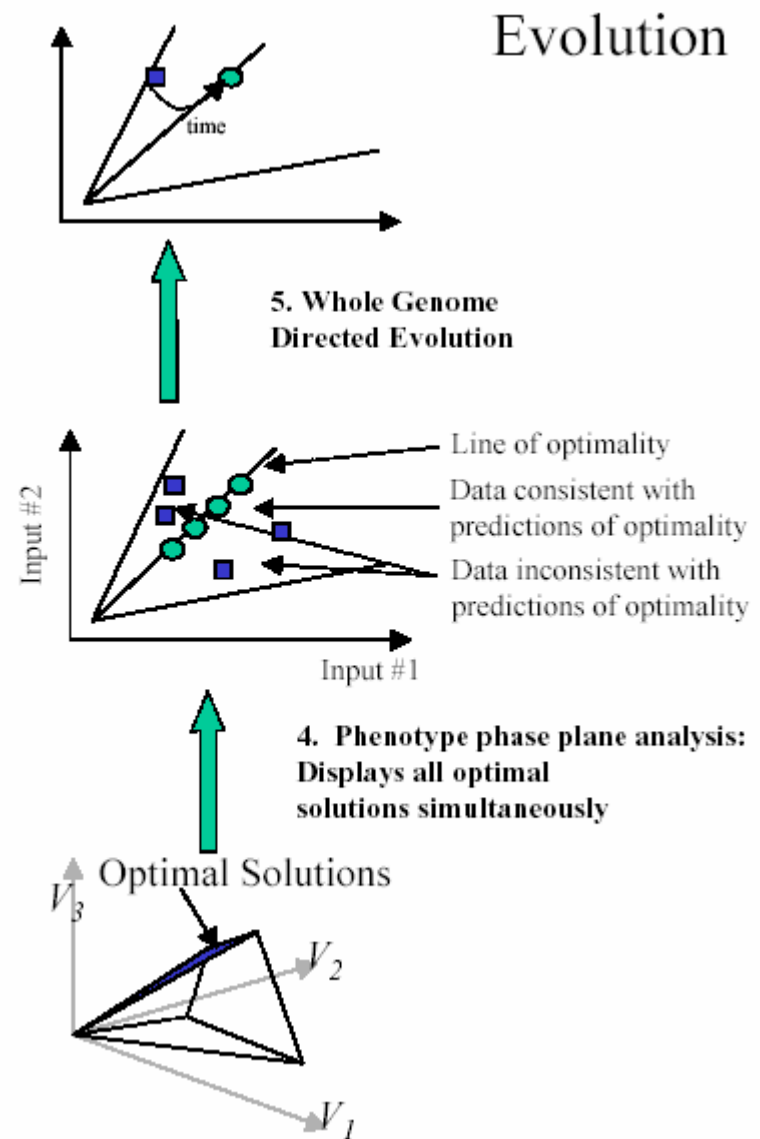 Evolution
time
5. Whole Genome
Directed Evolution
Line of optimality
Data consistent with
predictions of optimality
Data inconsistent with
predictions of optimality
Input #2
Input #1
4. Phenotype phase plane analysis:
Displays all optimal
solutions simultaneously
Optimal Solutions
V3
V2
V1